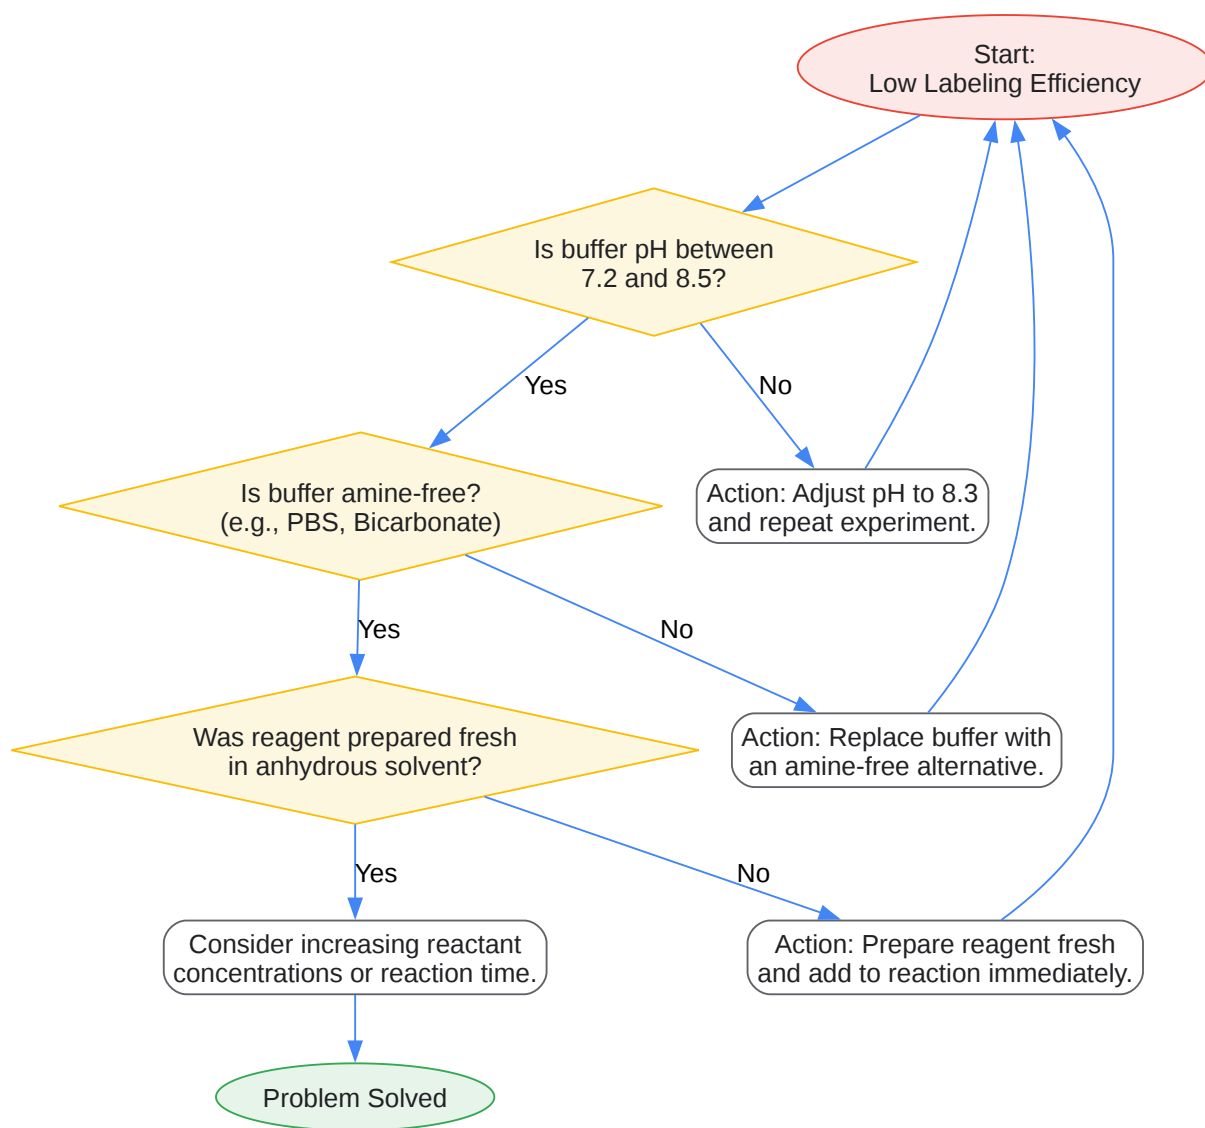 Start:
Low Labeling Efficiency
Is buffer pH between
7.2 and 8.5?
Yes
No
Is buffer amine-free?
(e.g., PBS, Bicarbonate)
Action: Adjust pH to 8.3
and repeat experiment.
Yes
No
Was reagent prepared fresh
in anhydrous solvent?
Action: Replace buffer with
an amine-free alternative.
Yes
No
Consider increasing reactant
concentrations or reaction time.
Action: Prepare reagent fresh
and add to reaction immediately.
Problem Solved